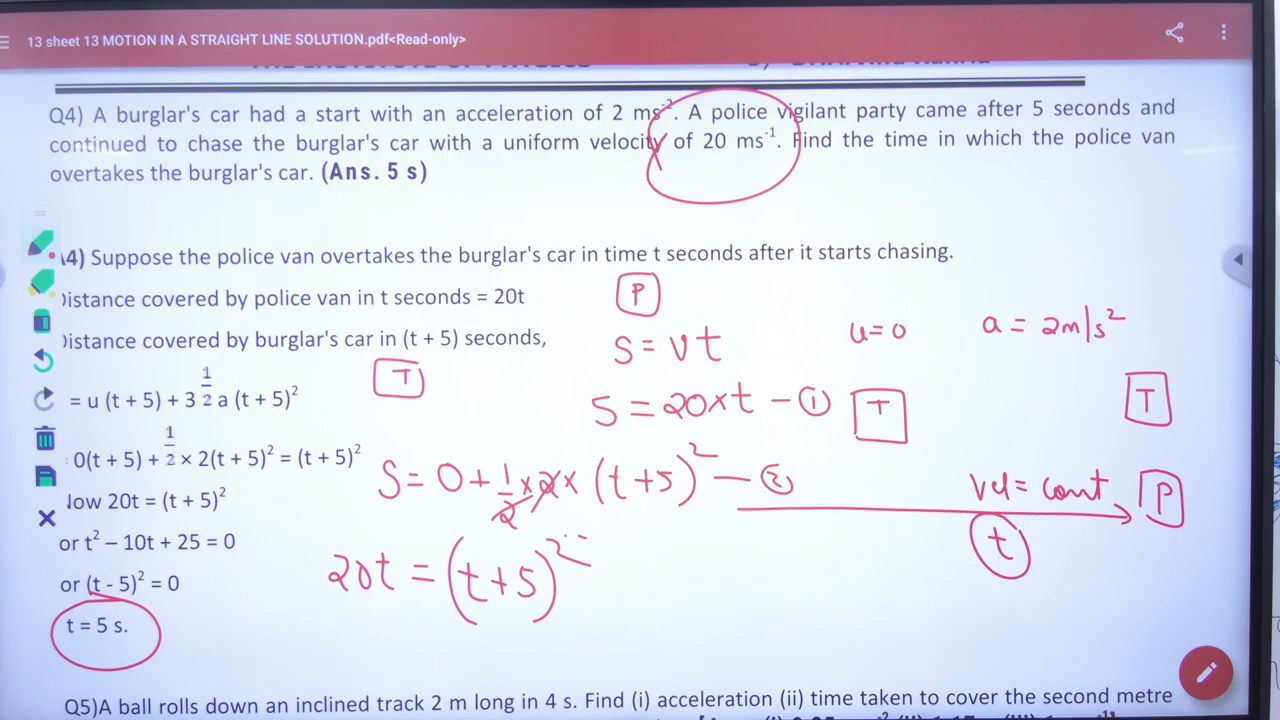 13 sheet 13 MOTION IN A STRAIGHT LINE SOLUTION.pdf<Read-only>
Q4) A burglar's car had a start with an acceleration of 2 ms⁻². A police vigilant party came after 5 seconds and
continued to chase the burglar's car with a uniform velocity of 20 ms⁻¹. Find the time in which the police van
overtakes the burglar's car. (Ans. 5 s)
4) Suppose the police van overtakes the burglar's car in time t seconds after it starts chasing.
Distance covered by police van in t seconds = 20t
P
u=0
a = 2m/s²
Distance covered by burglar's car in (t + 5) seconds,
S = vt
T
= u (t + 5) + 3 1/2 a (t + 5)²
S = 20×t – ①
T
T
0(t + 5) + 1/2 × 2(t + 5)² = (t + 5)²
S = 0 + 1/2 × 2 × (t+5)² – ②
vel = cont
P
low 20t = (t + 5)²
t
or t² – 10t + 25 = 0
20t = (t+5)²
or (t - 5)² = 0
t = 5 s.
Q5)A ball rolls down an inclined track 2 m long in 4 s. Find (i) acceleration (ii) time taken to cover the second metre